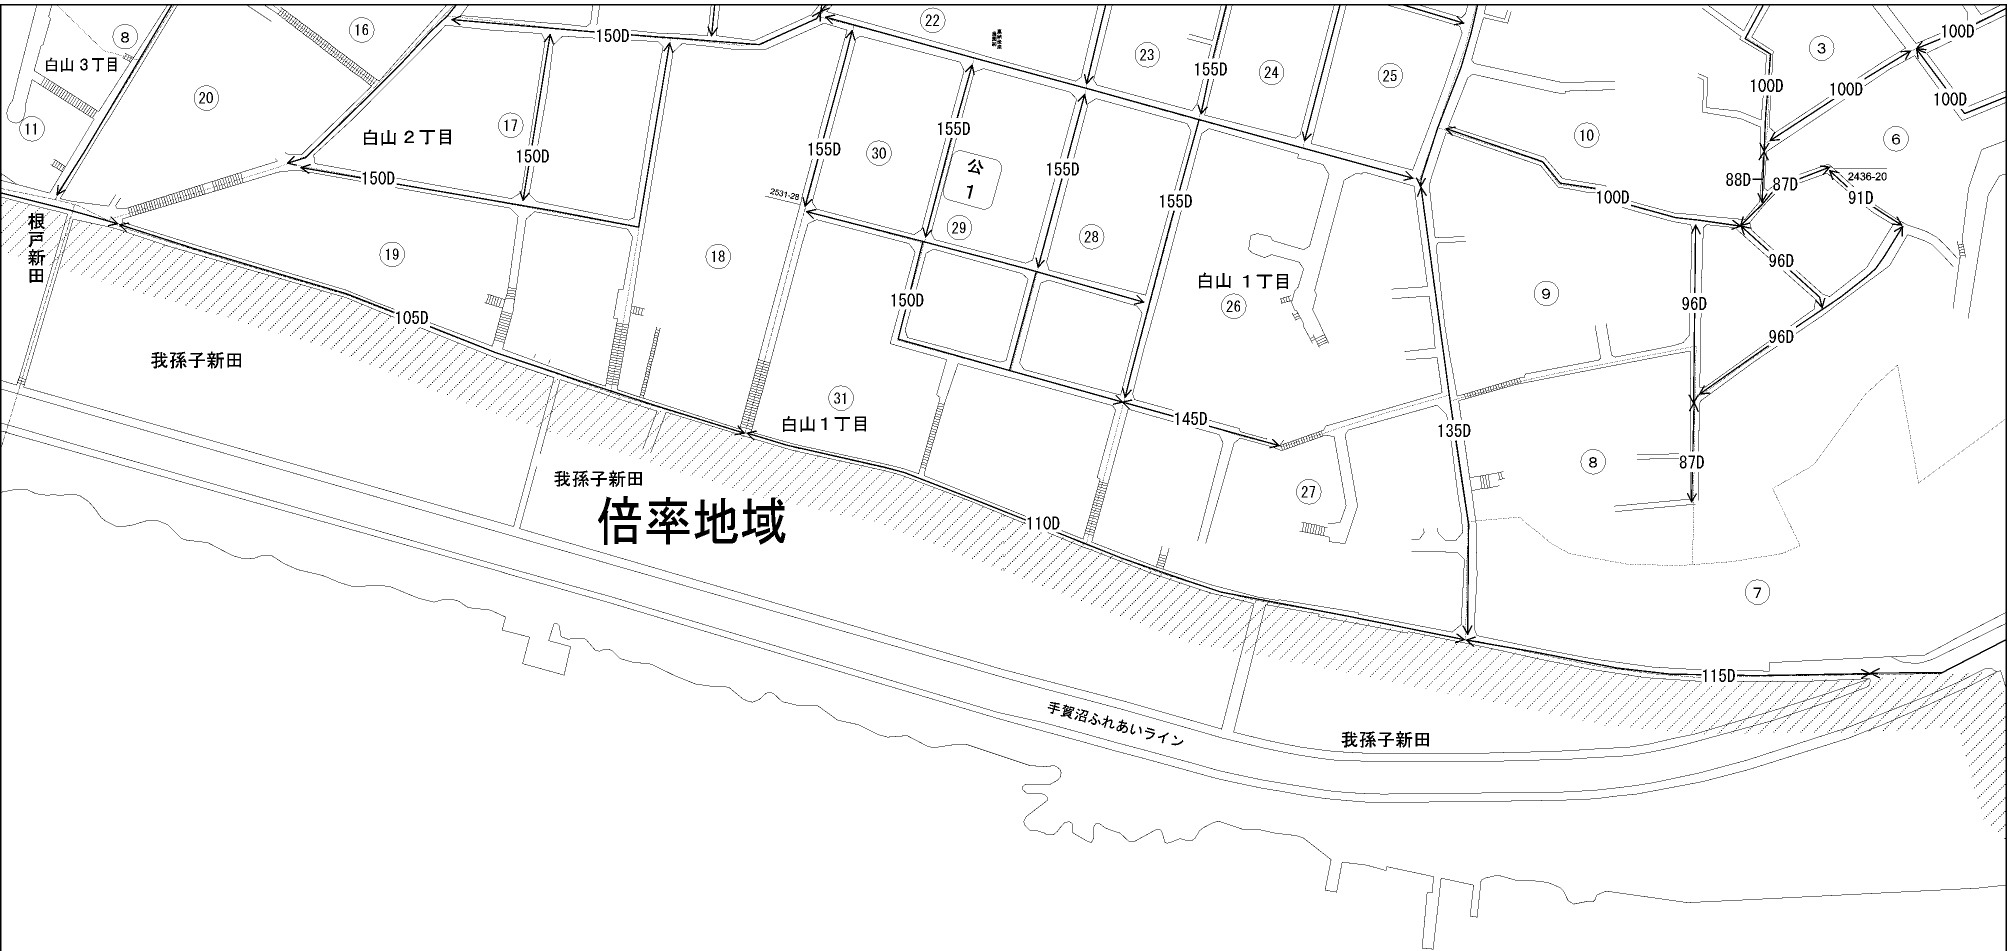 22
16
8
150D
100D
3
23
155D
24
25
白山３丁目
20
100D
100D
100D
11
17
白山 ２ 丁目
155D
10
6
155D
30
150D
公
1
155D
150D
88D
87D
2436-20
91D
2531-28
155D
100D
根戸新田
29
28
19
18
96D
白山 １ 丁目
26
9
150D
96D
105D
96D
我孫子新田
31
白山１丁目
145D
135D
8
87D
我孫子新田
27
倍率地域
110D
7
115D
手賀沼ふれあいライン
我孫子新田